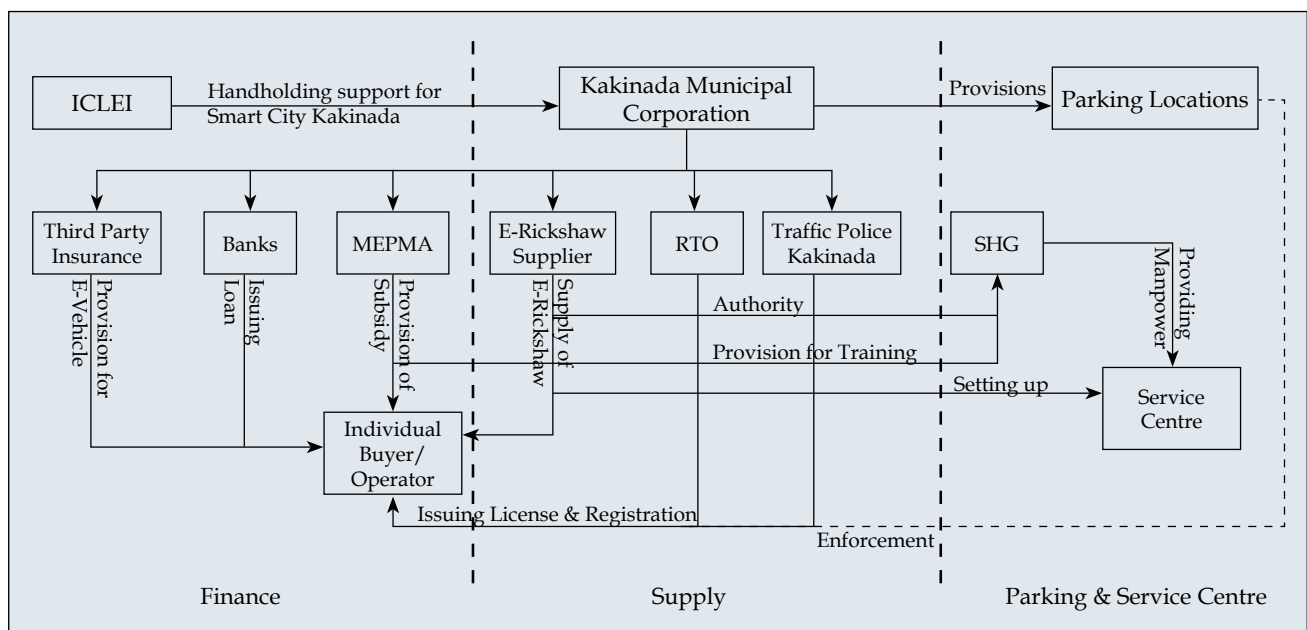 ICLEI
Handholding support for
Smart City Kakinada
Kakinada Municipal
Corporation
Provisions
Parking Locations
Third Party
Insurance
Banks
MEPMA
E-Rickshaw
Supplier
RTO
Traffic Police
Kakinada
SHG
Provision for
E-Vehicle
Issuing
Loan
Provision of
Subsidy
Supply of
E-Rickshaw
Providing
Manpower
Authority
Provision for Training
Setting up
Service
Centre
Individual
Buyer/
Operator
Issuing License & Registration
Enforcement
Finance
Supply
Parking & Service Centre